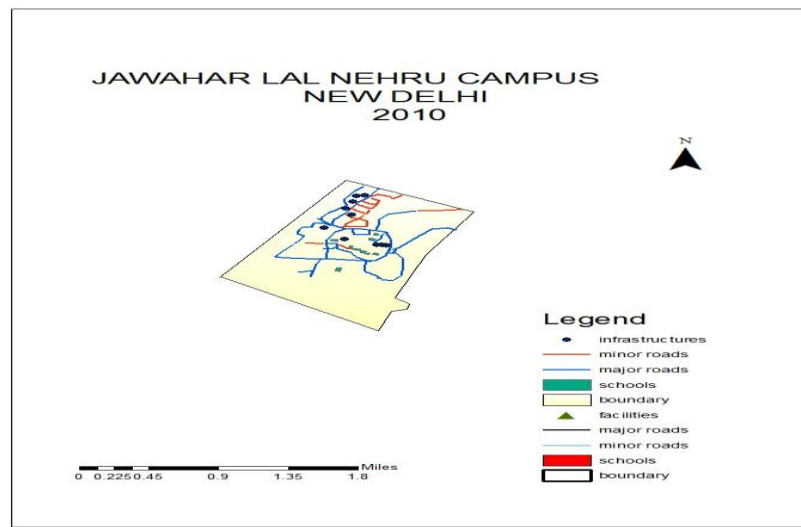 JAWAHAR LAL NEHRU CAMPUS
NEW DELHI
2010
N
Legend
infrastructures
minor roads
major roads
schools
boundary
facilities
major roads
minor roads
schools
boundary
Miles
0 0.225 0.45 0.9 1.35 1.8